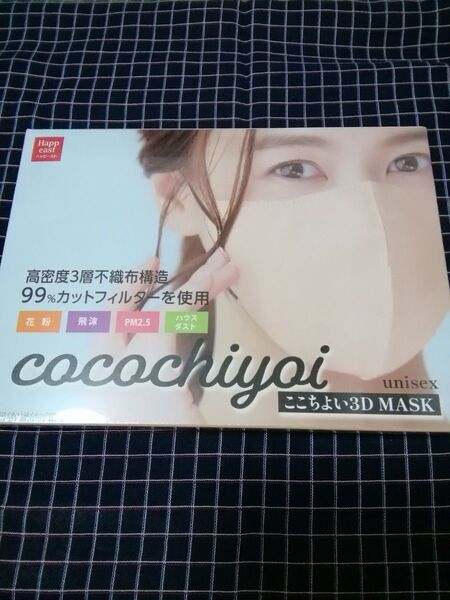 Happ
east
ハッピースト
高密度3層不織布構造
99%カットフィルターを使用
花粉
飛沫
PM2.5
ハウス
ダスト
cocochiyoi
unisex
ここちよい3D MASK